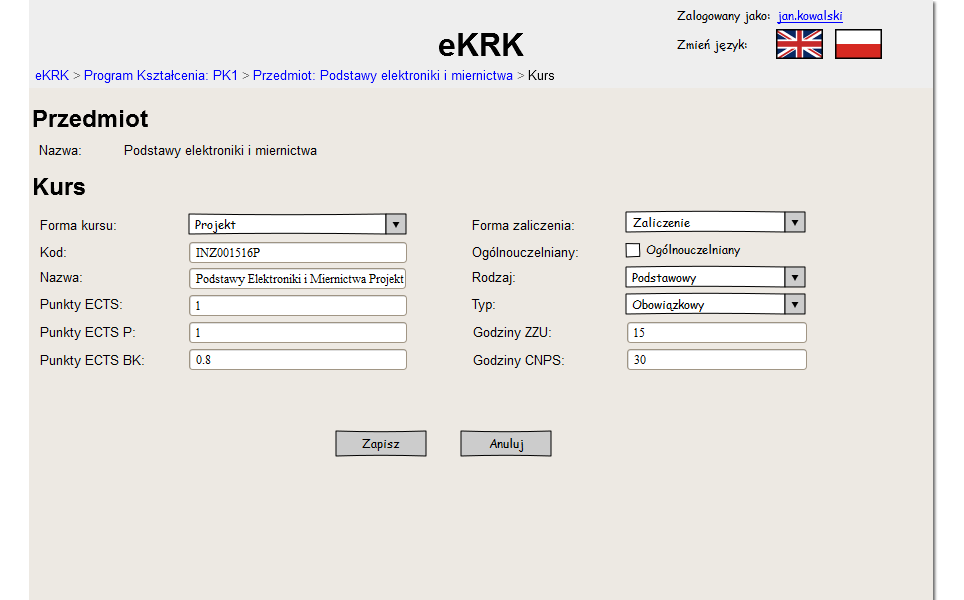 Zalogowany jako: jan.kowalski
eKRK
Zmień język:
eKRK > Program Kształcenia: PK1 > Przedmiot: Podstawy elektroniki i miernictwa > Kurs
Przedmiot
Nazwa: Podstawy elektroniki i miernictwa
Kurs
Forma kursu: Projekt Forma zaliczenia: Zaliczenie
Kod: INZ001516P Ogólnouczelniany: Ogólnouczelniany
Nazwa: Podstawy Elektroniki i Miernictwa Projekt Rodzaj: Podstawowy
Punkty ECTS: 1 Typ: Obowiązkowy
Punkty ECTS P: 1 Godziny ZZU: 15
Punkty ECTS BK: 0.8 Godziny CNPS: 30
Zapisz Anuluj